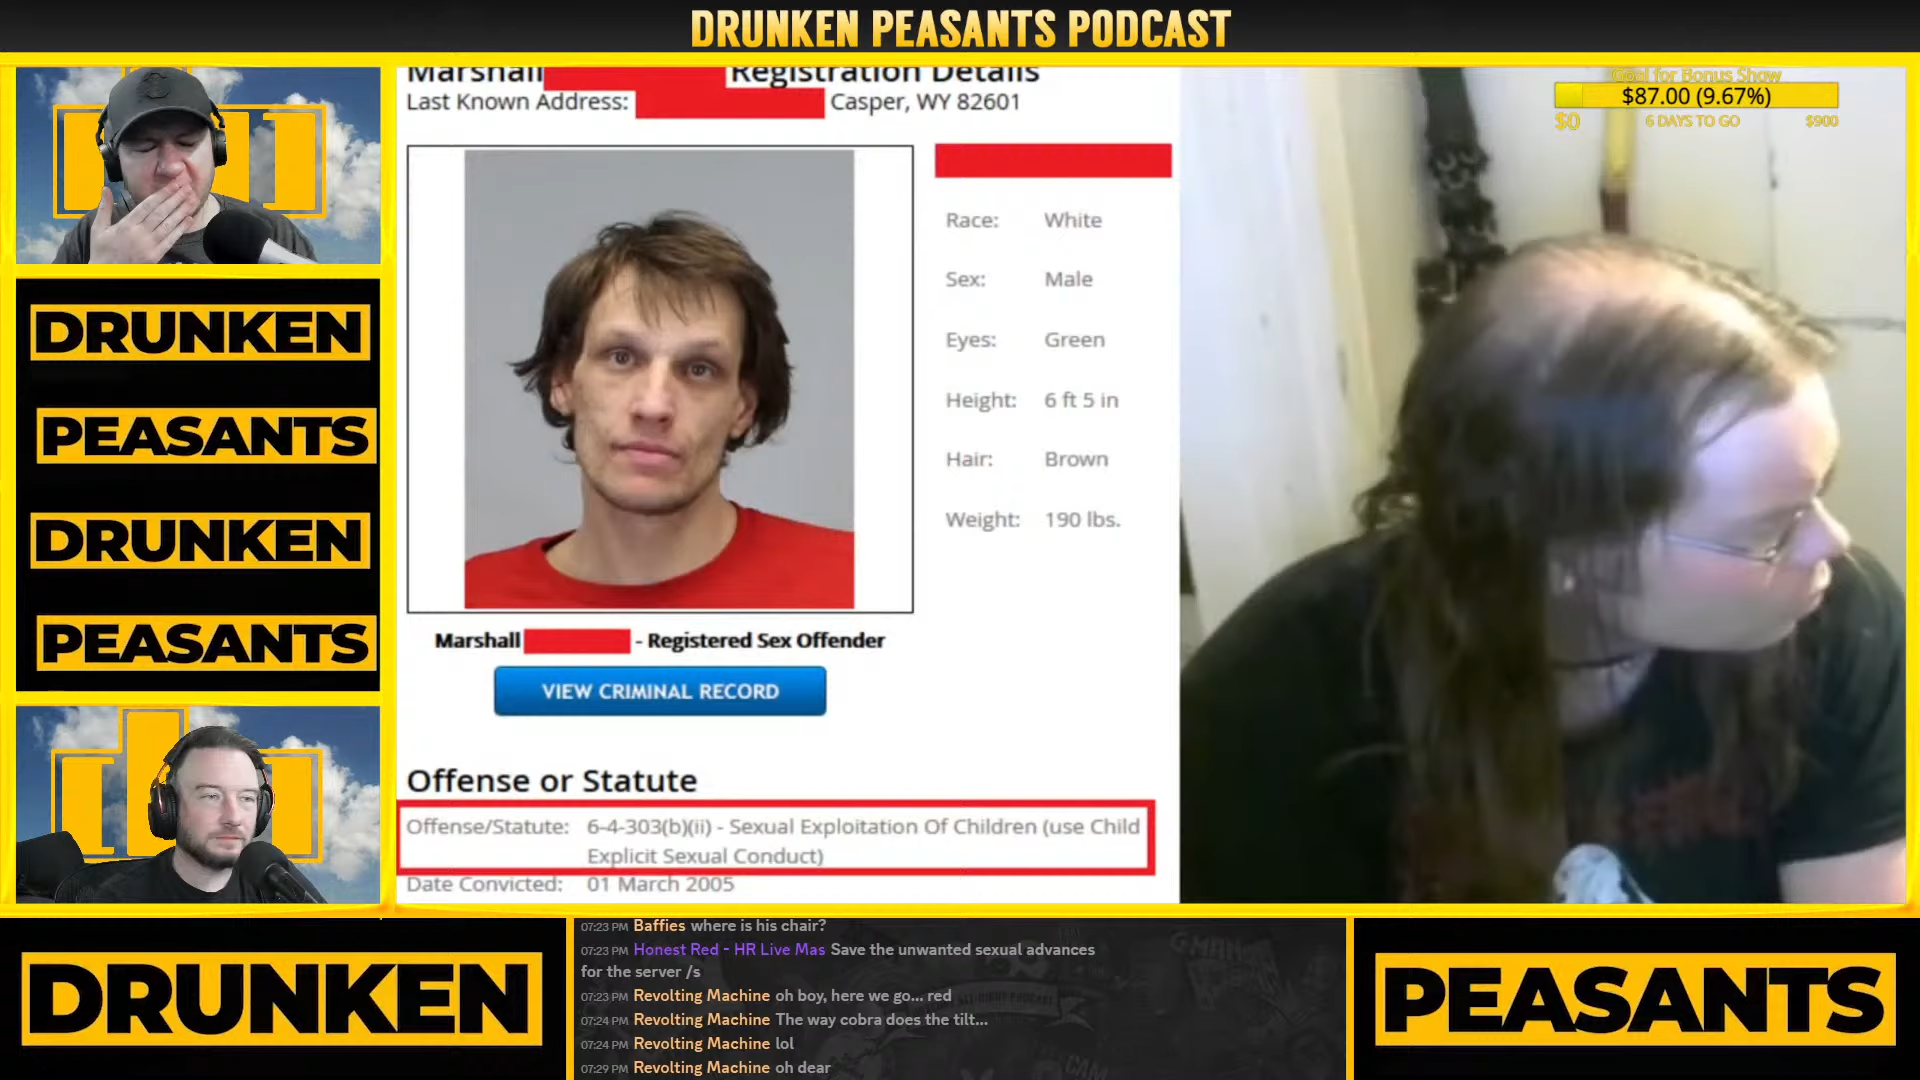 DRUNKEN PEASANTS PODCAST
Marshall Registration Details
Last Known Address: Casper, WY 82601
Goal for Bonus Show
$87.00 (9.67%)
$0 6 DAYS TO GO $900
Race: White
Sex: Male
Eyes: Green
Height: 6 ft 5 in
Hair: Brown
Weight: 190 lbs.
DRUNKEN
PEASANTS
DRUNKEN
PEASANTS
Marshall - Registered Sex Offender
VIEW CRIMINAL RECORD
Offense or Statute
Offense/Statute: 6-4-303(b)(ii) - Sexual Exploitation Of Children (use Child
Explicit Sexual Conduct)
Date Convicted: 01 March 2005
07:23 PM Baffies where is his chair?
07:23 PM Honest Red - HR Live Mas Save the unwanted sexual advances
for the server /s
07:23 PM Revolting Machine oh boy, here we go... red
07:24 PM Revolting Machine The way cobra does the tilt...
07:24 PM Revolting Machine lol
07:29 PM Revolting Machine oh dear
DRUNKEN
PEASANTS